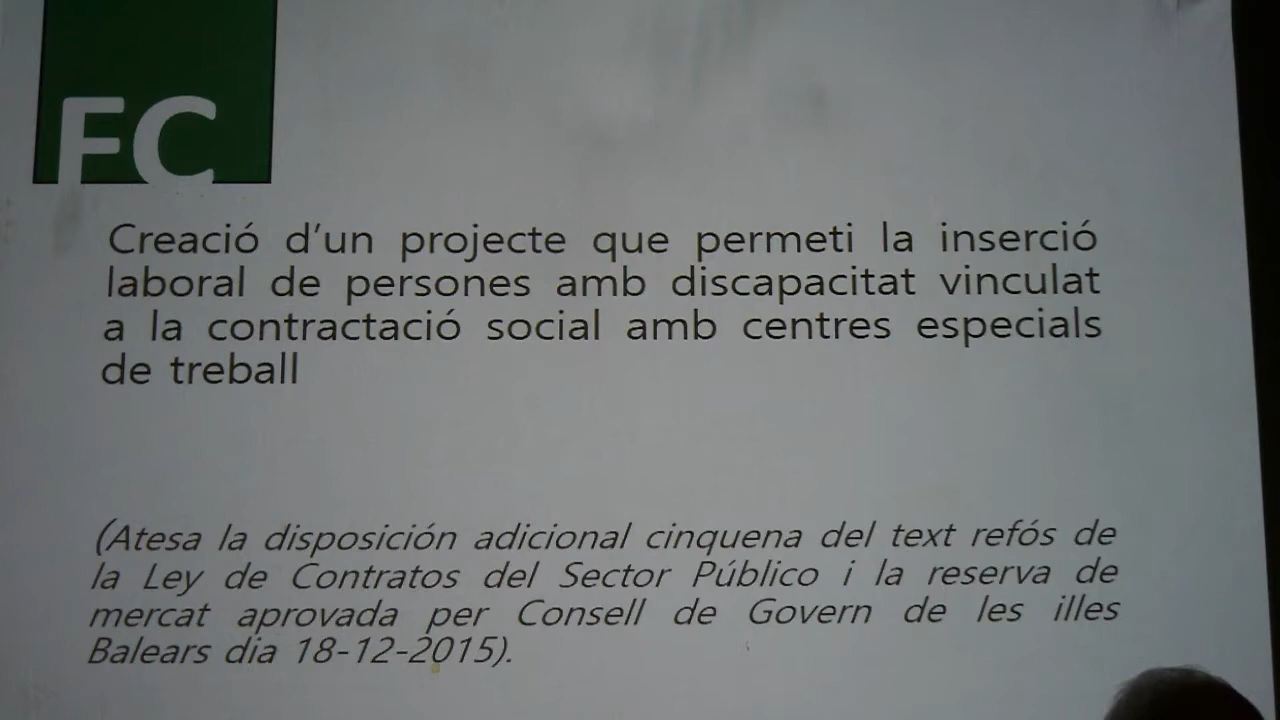 FC
Creació d'un projecte que permeti la inserció
laboral de persones amb discapacitat vinculat
a la contractació social amb centres especials
de treball
(Atesa la disposición adicional cinquena del text refós de
la Ley de Contratos del Sector Público i la reserva de
mercat aprovada per Consell de Govern de les illes
Balears dia 18-12-2015).